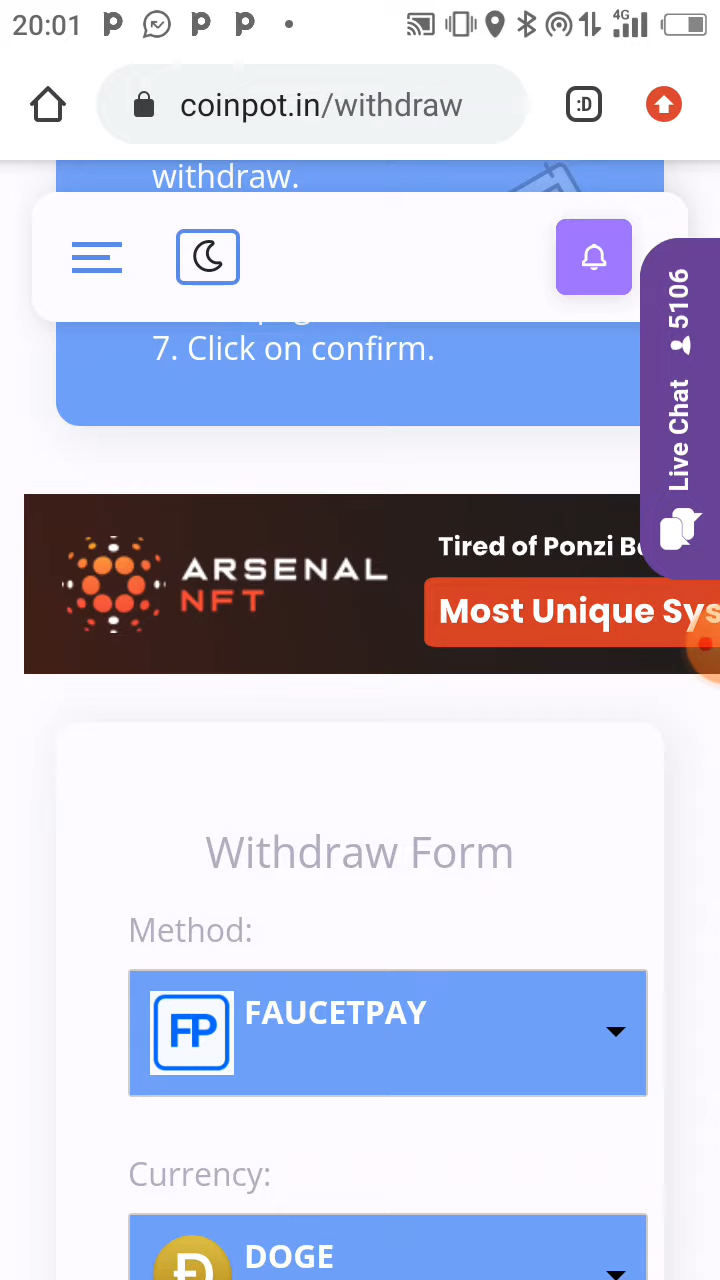 20:01
4G
coinpot.in/withdraw
:D
withdraw.
7. Click on confirm.
Live Chat 5106
ARSENAL
NFT
Tired of Ponzi
Most Unique
Withdraw Form
Method:
FP FAUCETPAY
Currency:
DOGE